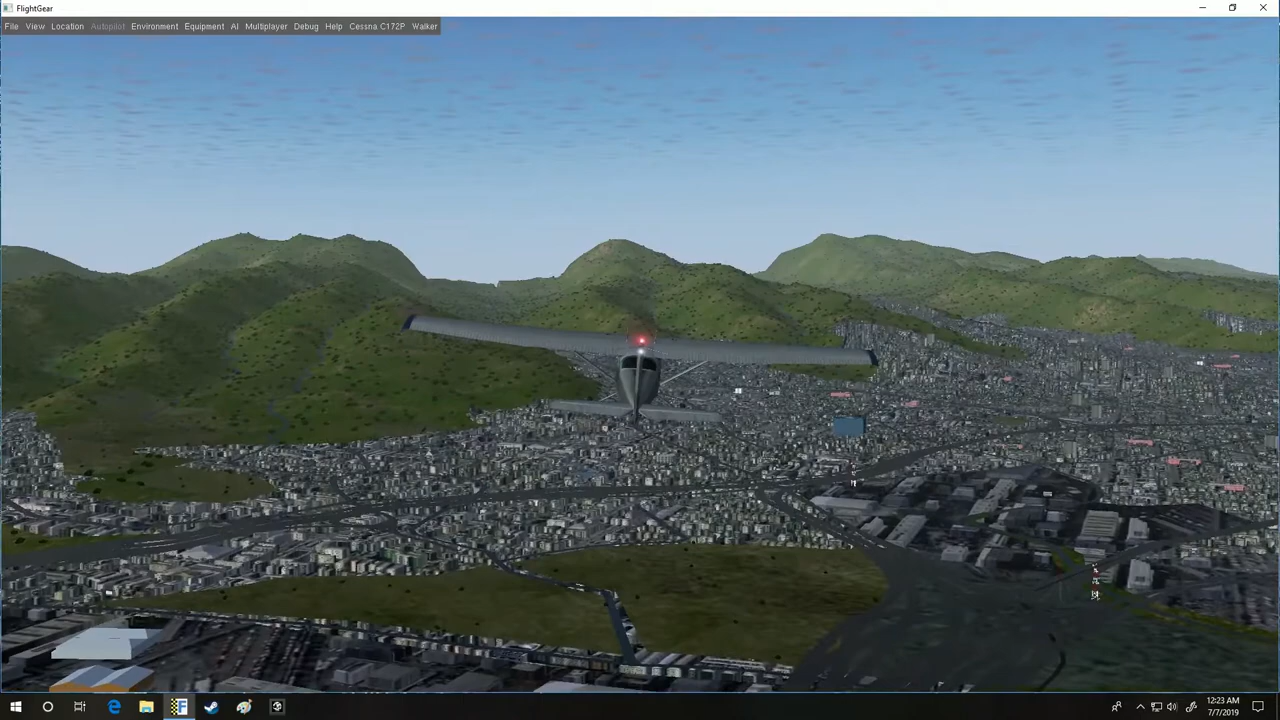 FlightGear
File View Location Autopilot Environment Equipment AI Multiplayer Debug Help Cessna C172P Walker
12:23 AM
7/7/2019